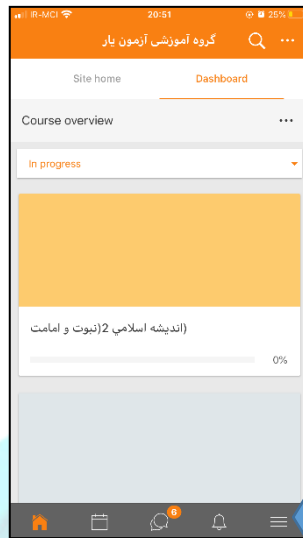 IR-MCI 20:51 25%
گروه آموزشی آزمون یار
Site home Dashboard
Course overview
In progress
(اندیشه اسلامي 2(نبوت و امامت
0%
6